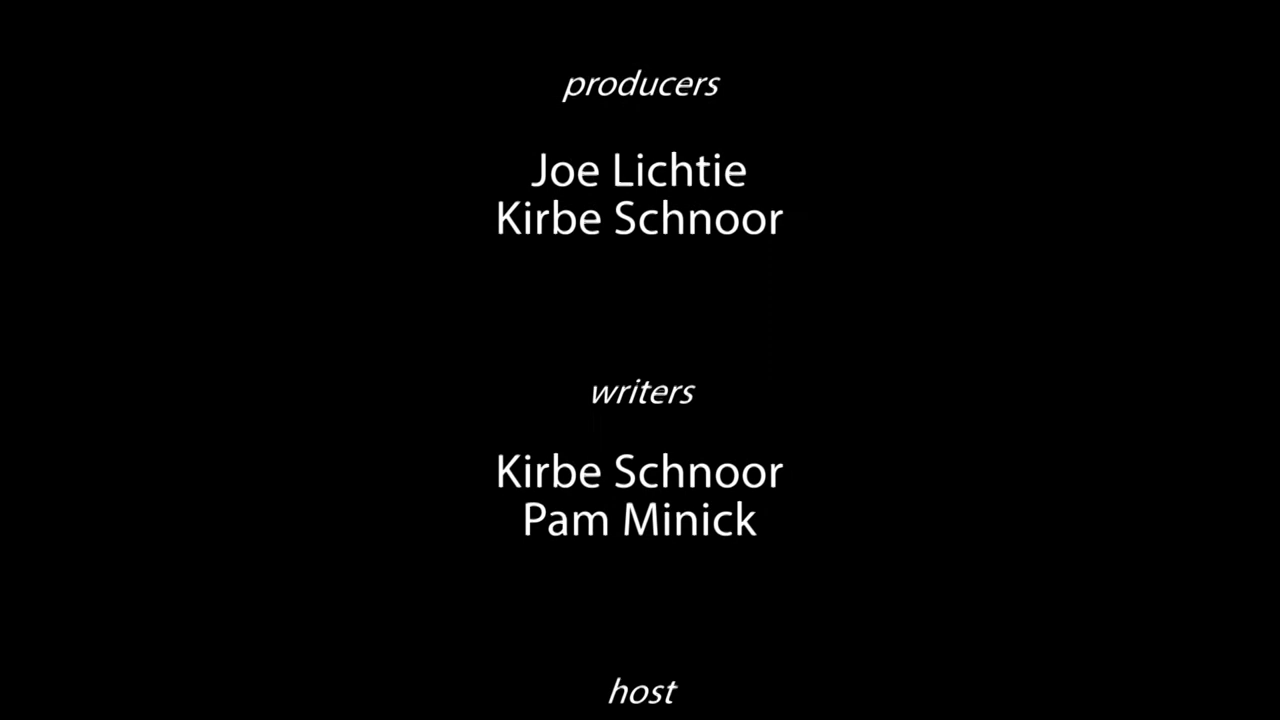 producers
Joe Lichtie
Kirbe Schnoor
writers
Kirbe Schnoor
Pam Minick
host